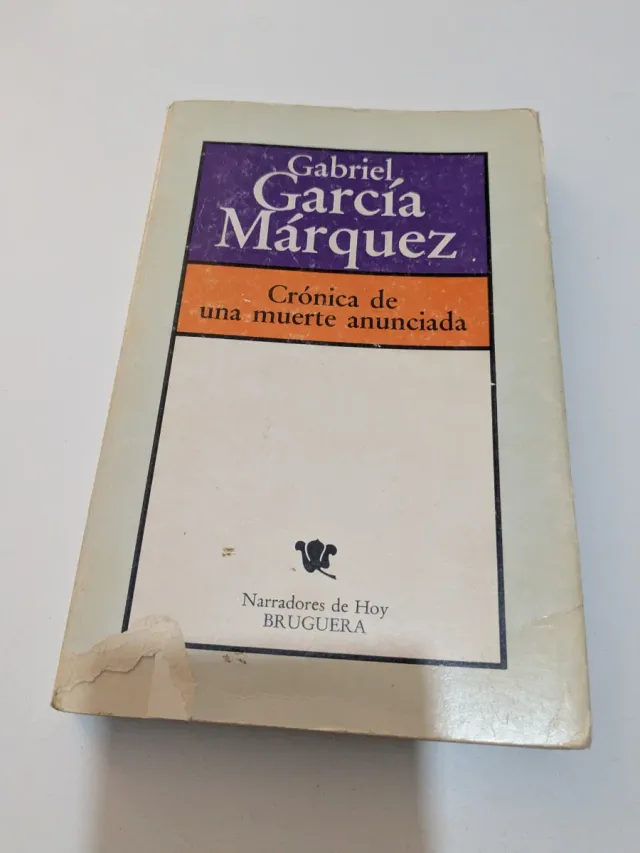 Gabriel
García
Márquez
Crónica de
una muerte anunciada
Narradores de Hoy
BRUGUERA